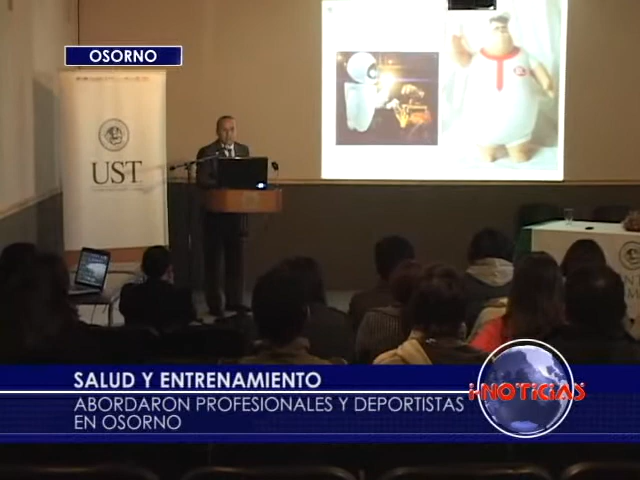 OSORNO
UST
SALUD Y ENTRENAMIENTO
ABORDARON PROFESIONALES Y DEPORTISTAS
EN OSORNO
i-NOTICIAS